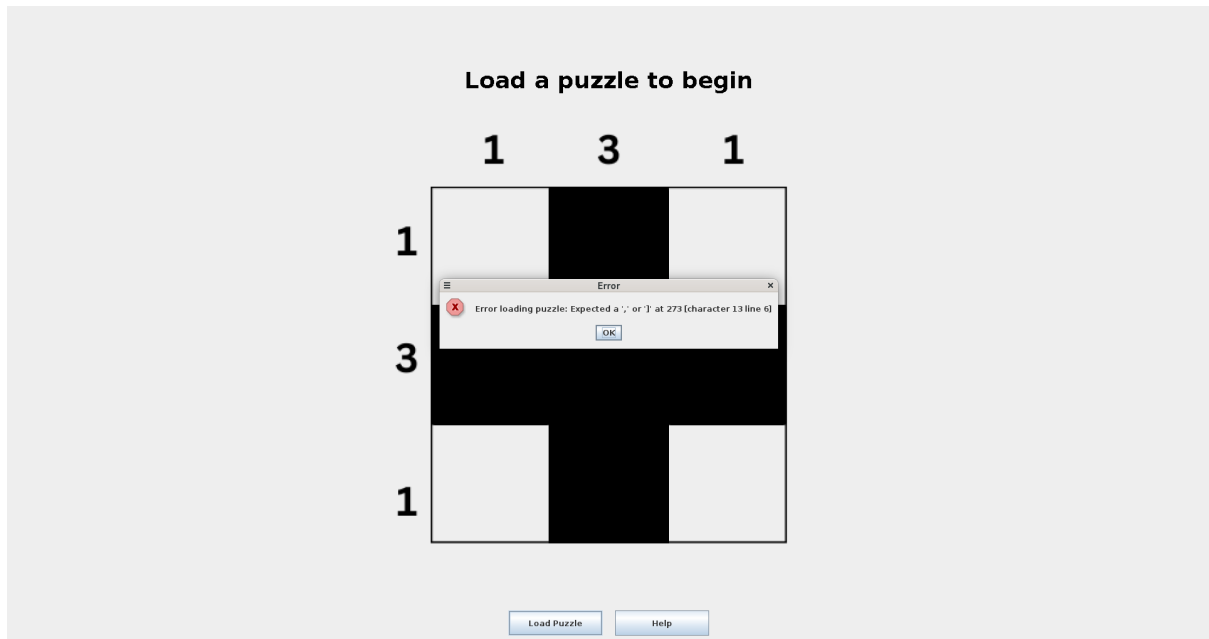 Load a puzzle to begin
1 3 1
1
Error
X
Error loading puzzle: Expected a ',' or ']' at 273 [character 13 line 6]
OK
3
1
Load Puzzle Help